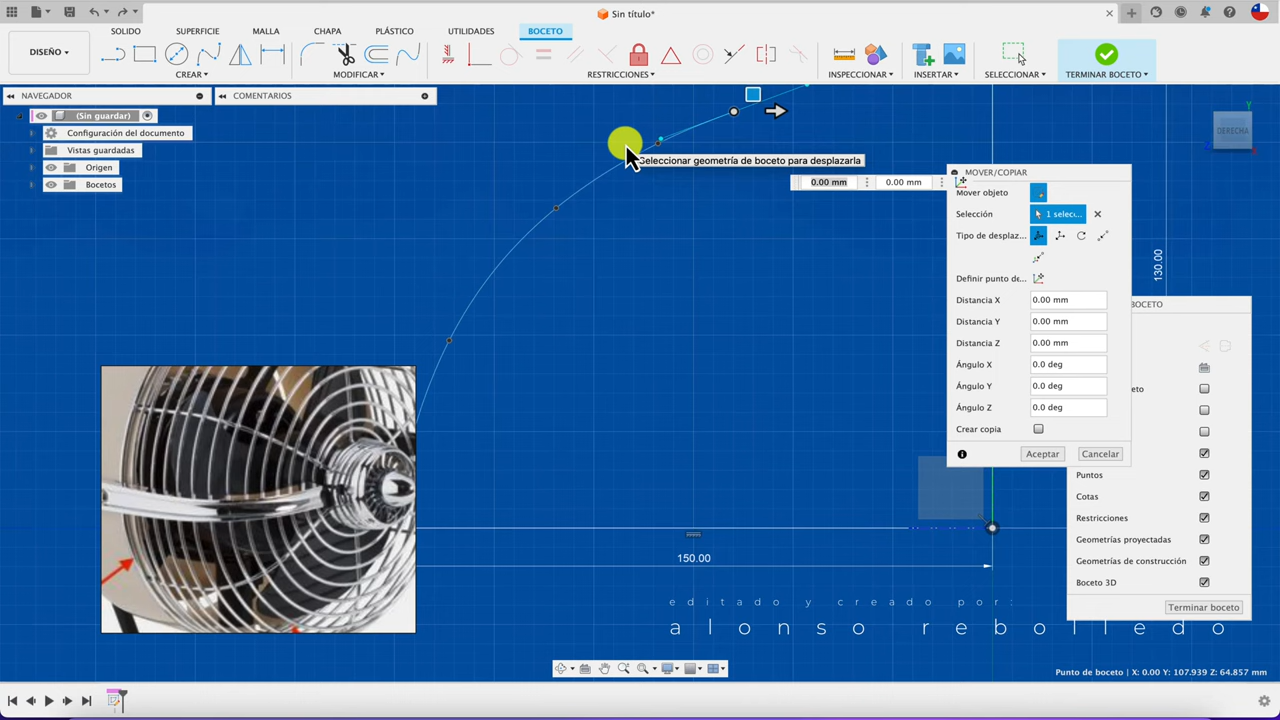 Sin título*
DISEÑO
SÓLIDO
SUPERFICIE
MALLA
CHAPA
PLÁSTICO
UTILIDADES
BOCETO
CREAR
MODIFICAR
RESTRICCIONES
INSPECCIONAR
INSERTAR
SELECCIONAR
TERMINAR BOCETO
NAVEGADOR
COMENTARIOS
(Sin guardar)
Configuración del documento
Vistas guardadas
Origen
Bocetos
DERECHA
Y
Seleccionar geometría de boceto para desplazarla
0.00 mm
0.00 mm
MOVER/COPIAR
Mover objeto
Selección
1 selec...
Tipo de desplaz...
Definir punto de...
Distancia X
0.00 mm
Distancia Y
0.00 mm
Distancia Z
0.00 mm
Ángulo X
0.0 deg
Ángulo Y
0.0 deg
Ángulo Z
0.0 deg
Crear copia
Aceptar
Cancelar
130.00
BOCETO
Puntos
Cotas
Restricciones
Geometrías proyectadas
Geometrías de construcción
Boceto 3D
Terminar boceto
150.00
editado y creado por:
alonso rebolledo
Punto de boceto | X: 0.00 Y: 107.939 Z: 64.857 mm